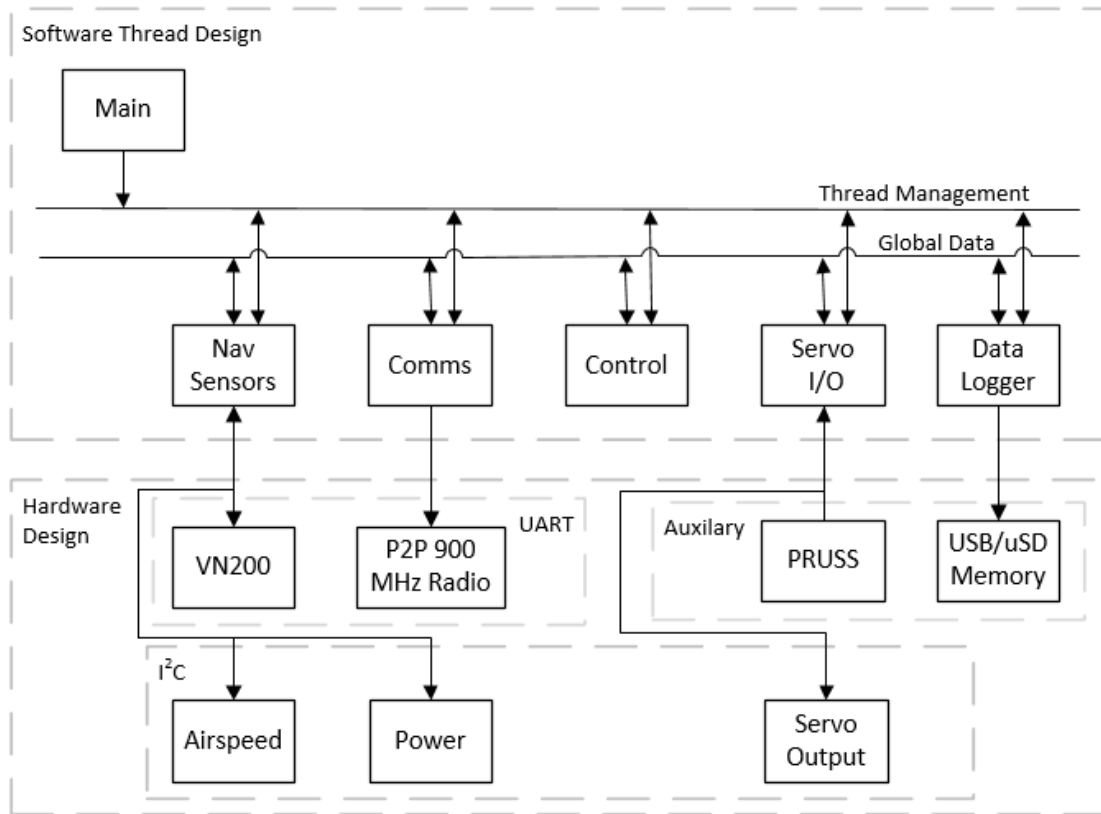 Software Thread Design
Main
Thread Management
Global Data
Nav
Sensors
Comms
Control
Servo
I/O
Data
Logger
Hardware
Design
UART
VN200
P2P 900
MHz Radio
Auxilary
PRUSS
USB/uSD
Memory
I²C
Airspeed
Power
Servo
Output